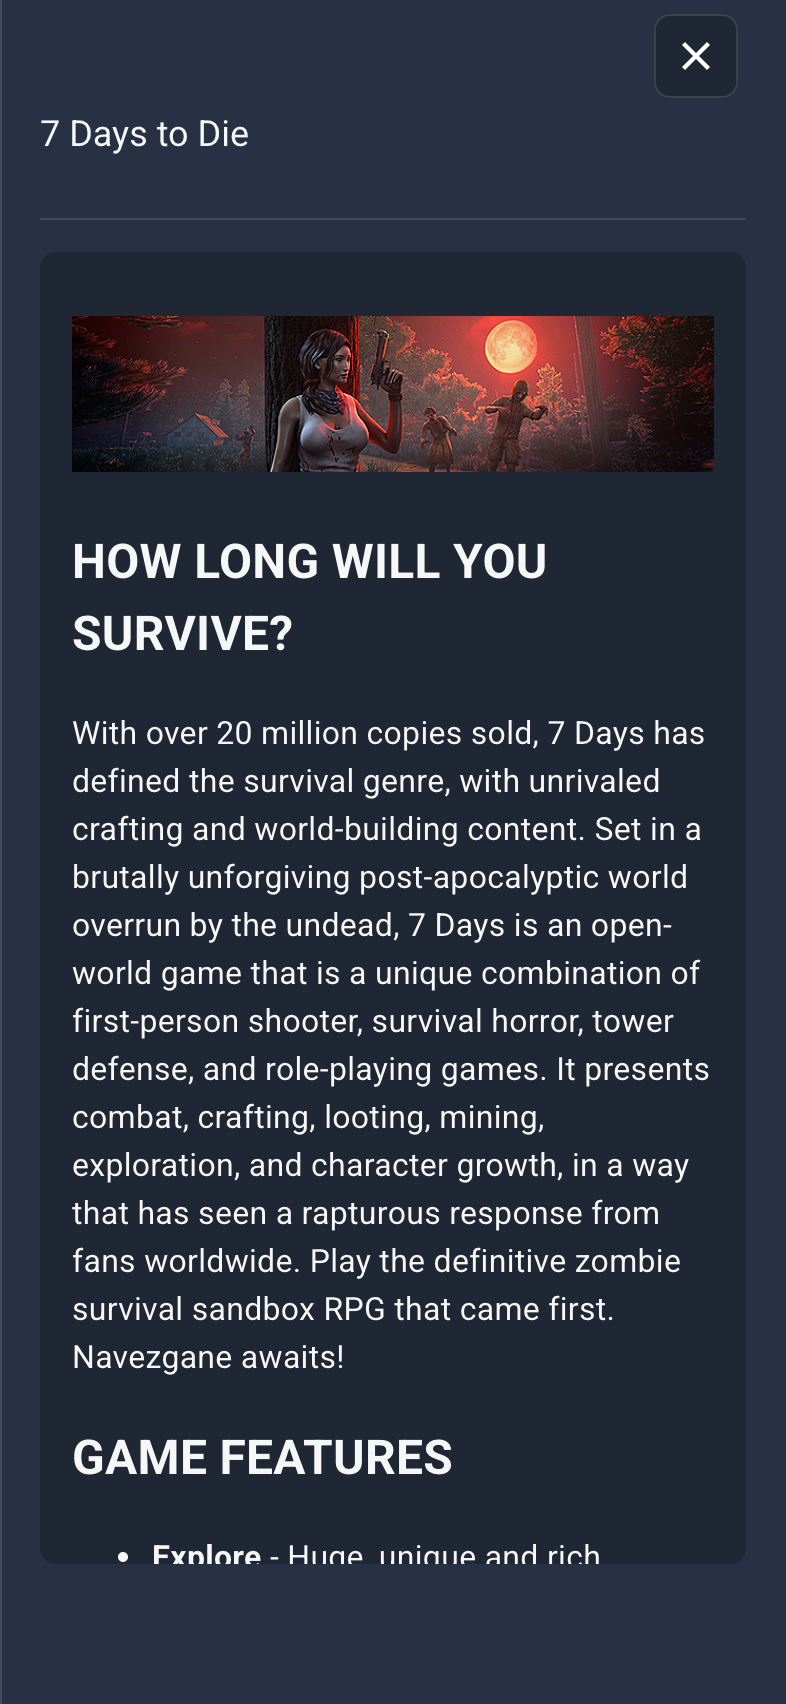 7 Days to Die
HOW LONG WILL YOU
SURVIVE?
With over 20 million copies sold, 7 Days has
defined the survival genre, with unrivaled
crafting and world-building content. Set in a
brutally unforgiving post-apocalyptic world
overrun by the undead, 7 Days is an open-
world game that is a unique combination of
first-person shooter, survival horror, tower
defense, and role-playing games. It presents
combat, crafting, looting, mining,
exploration, and character growth, in a way
that has seen a rapturous response from
fans worldwide. Play the definitive zombie
survival sandbox RPG that came first.
Navezgane awaits!
GAME FEATURES
• Explore - Huge, unique and rich